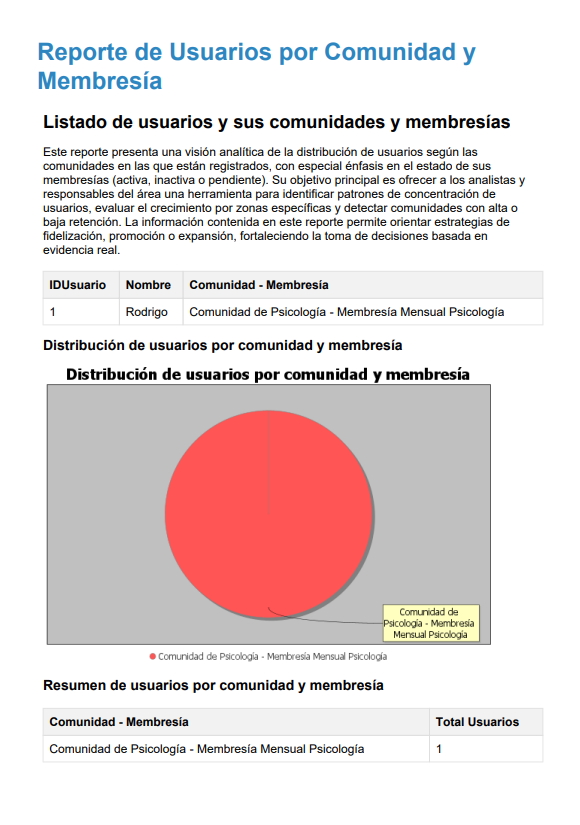 Reporte de Usuarios por Comunidad y
Membresía
Listado de usuarios y sus comunidades y membresías
Este reporte presenta una visión analítica de la distribución de usuarios según las
comunidades en las que están registrados, con especial énfasis en el estado de sus
membresías (activa, inactiva o pendiente). Su objetivo principal es ofrecer a los analistas y
responsables del área una herramienta para identificar patrones de concentración de
usuarios, evaluar el crecimiento por zonas específicas y detectar comunidades con alta o
baja retención. La información contenida en este reporte permite orientar estrategias de
fidelización, promoción o expansión, fortaleciendo la toma de decisiones basada en
evidencia real.
IDUsuario Nombre Comunidad - Membresía
1 Rodrigo Comunidad de Psicología - Membresía Mensual Psicología
Distribución de usuarios por comunidad y membresía
Distribución de usuarios por comunidad y membresía
Comunidad de
Psicología - Membresía
Mensual Psicología
Comunidad de Psicología - Membresía Mensual Psicología
Resumen de usuarios por comunidad y membresía
Comunidad - Membresía Total Usuarios
Comunidad de Psicología - Membresía Mensual Psicología 1